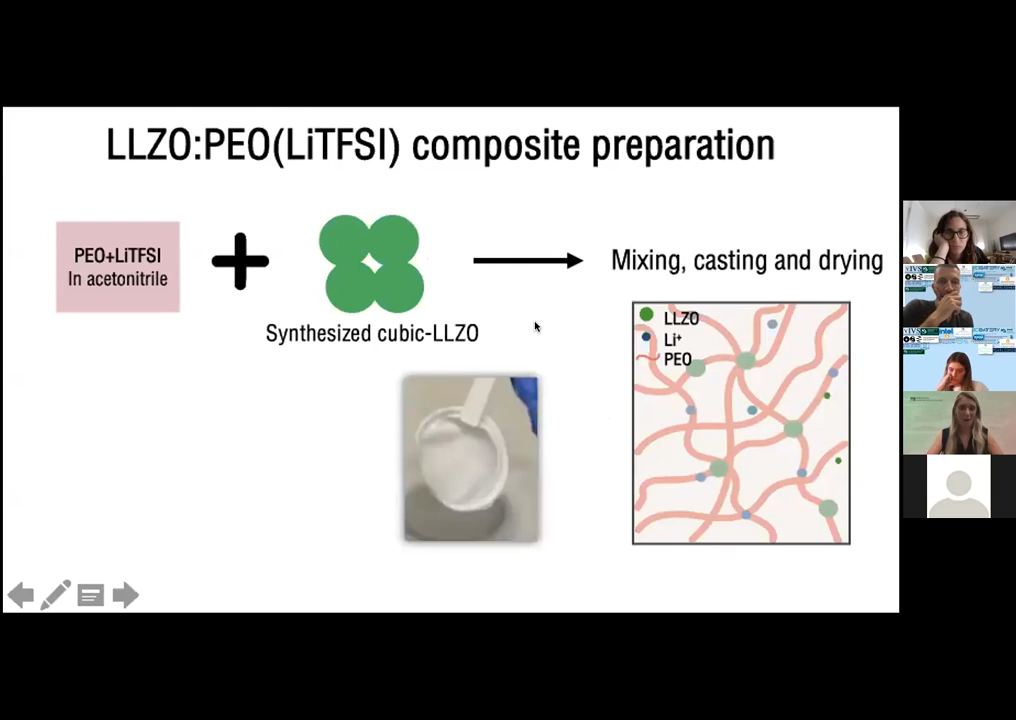 LLZO:PEO(LiTFSI) composite preparation
PEO+LiTFSI
In acetonitrile
Synthesized cubic-LLZO
Mixing, casting and drying
LLZO
Li⁺
PEO
intel